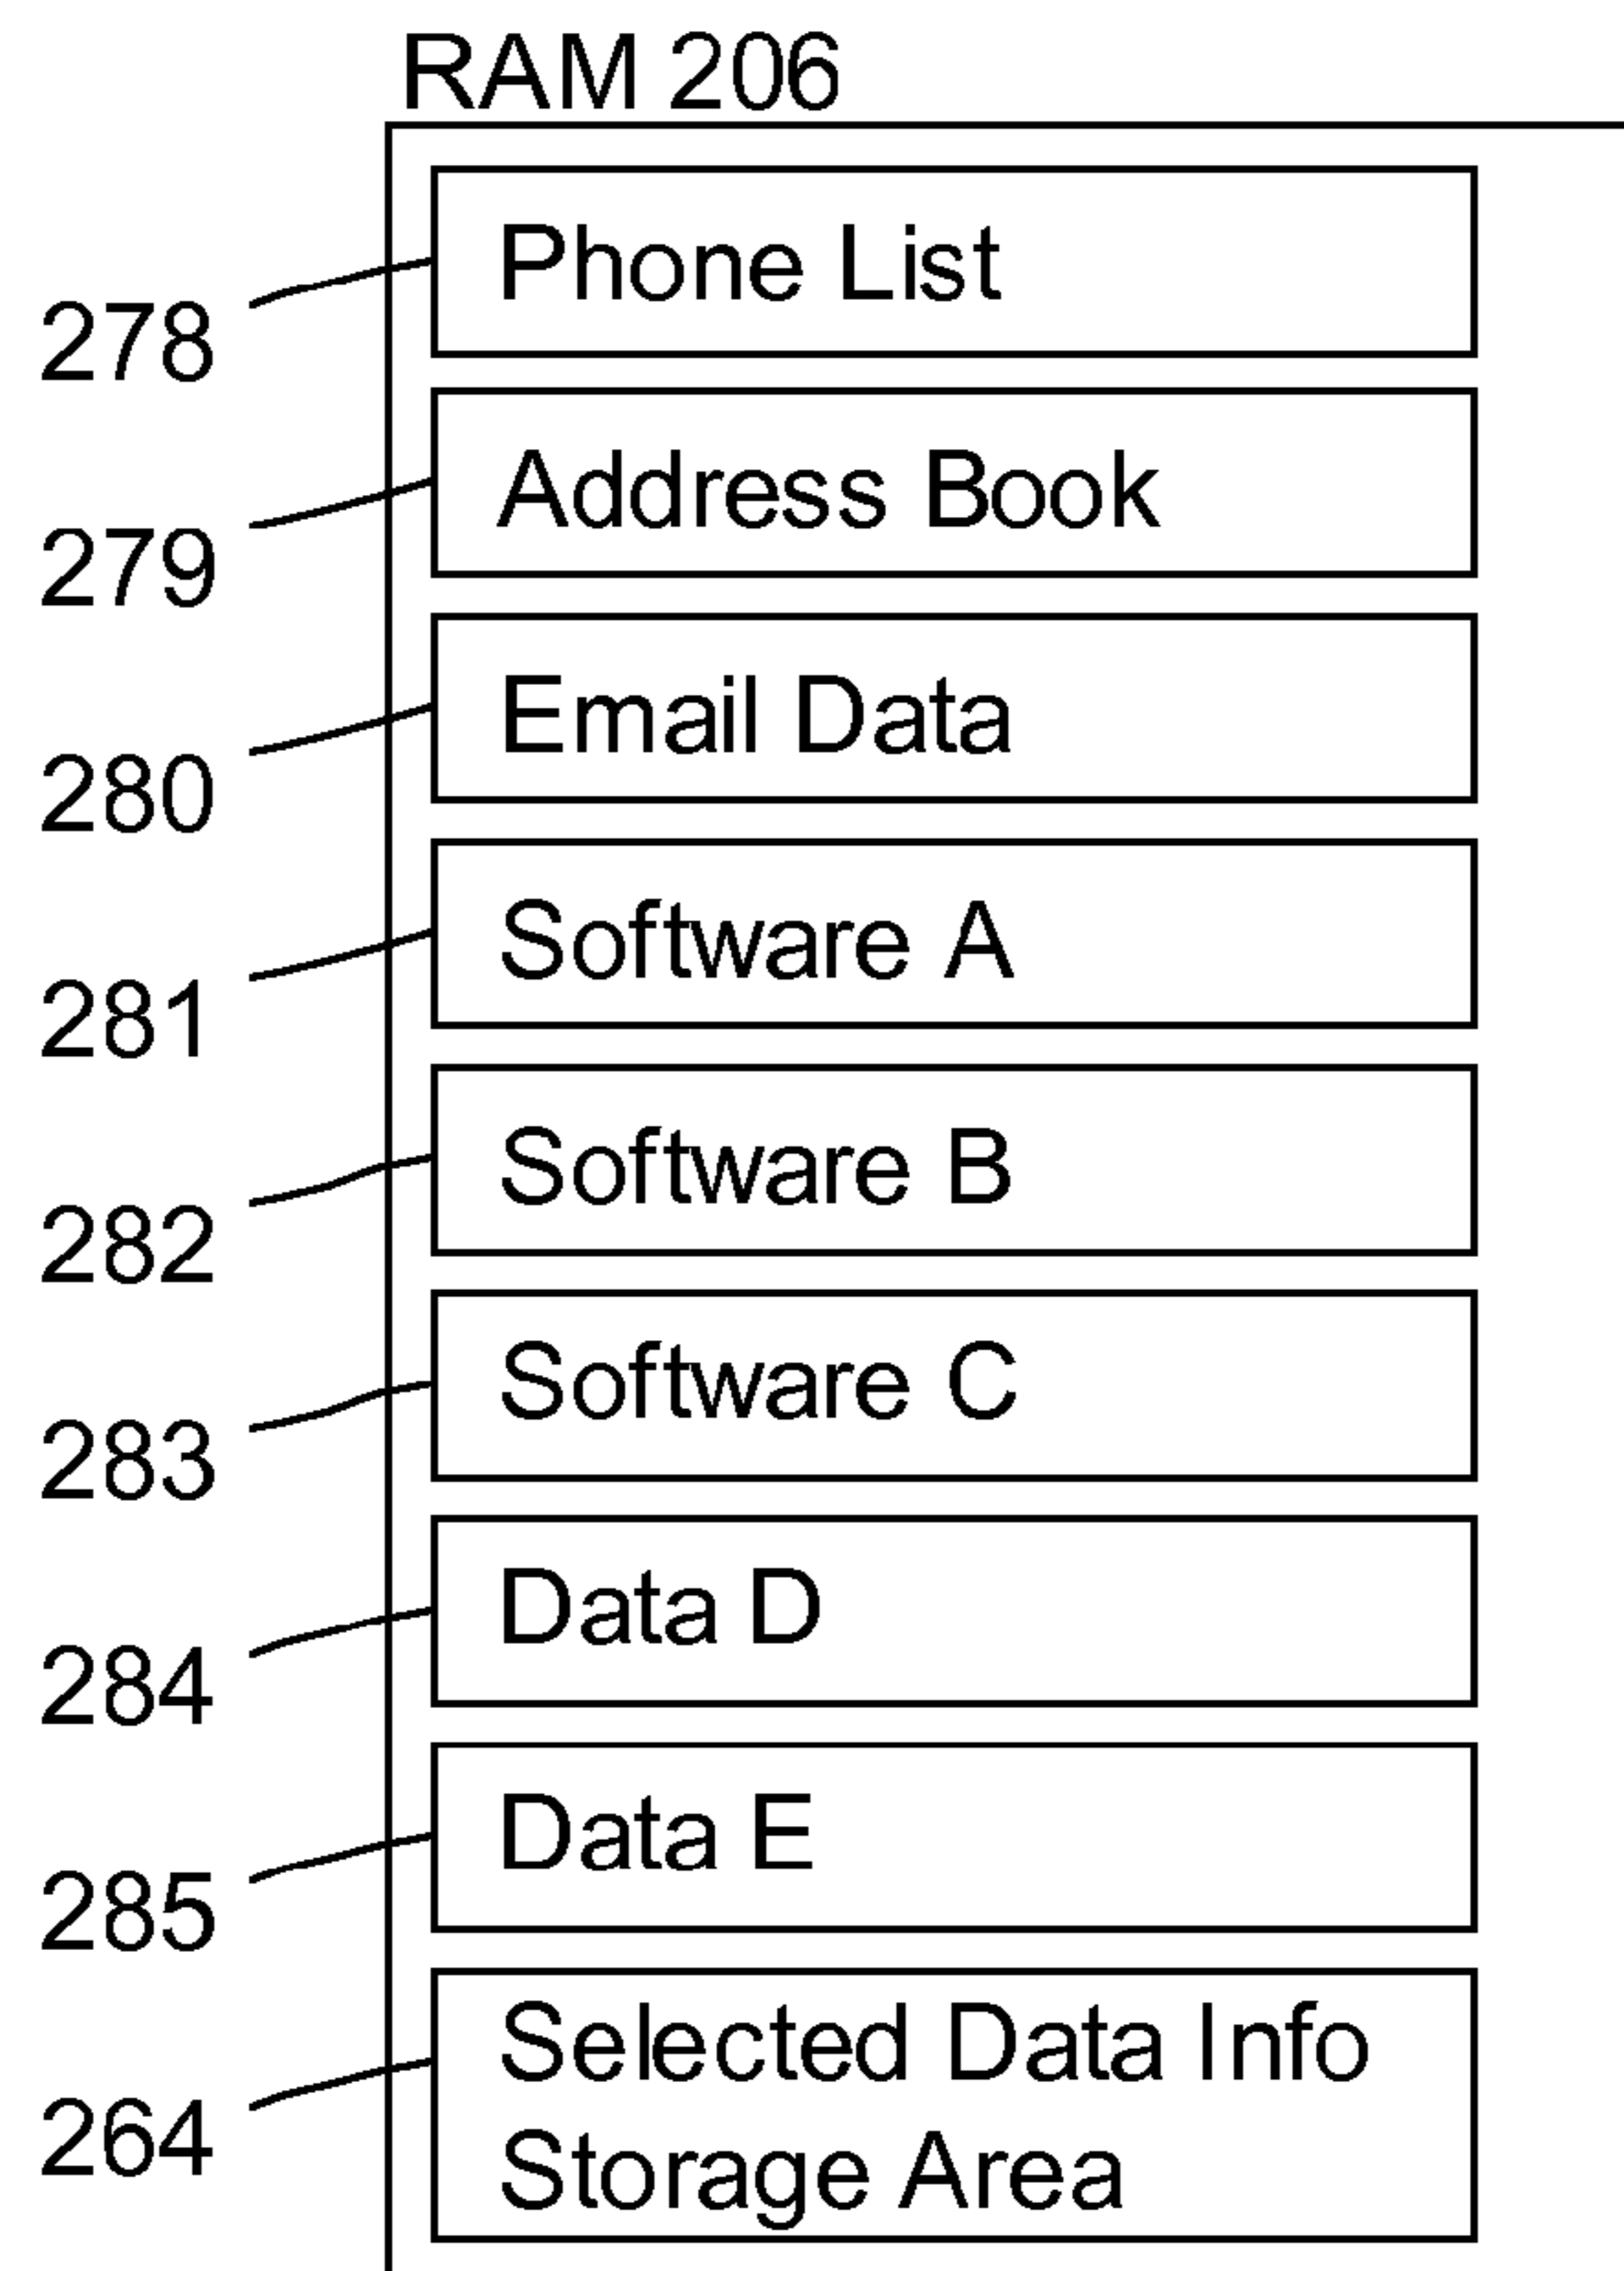 RAM 206
Phone List
278
Address Book
279
Email Data
280
Software A
281
Software B
282
Software C
283
Data D
284
Data E
285
Selected Data Info
Storage Area
264